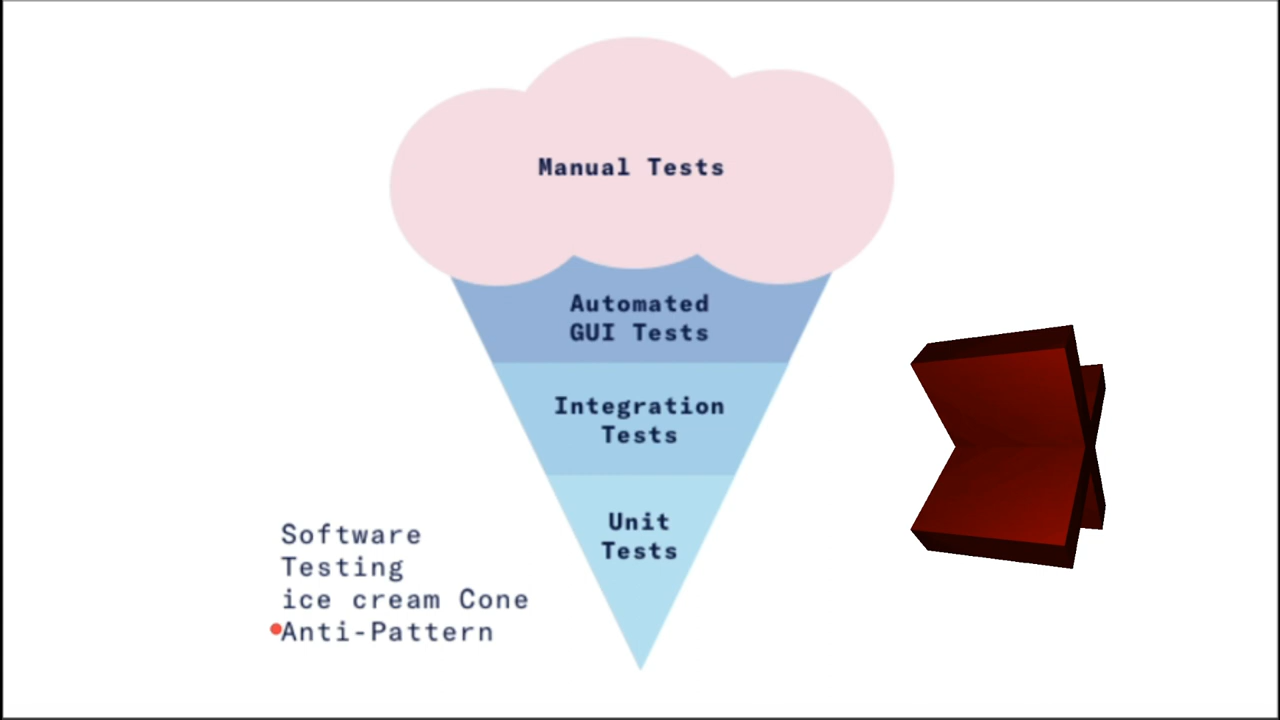 Manual Tests
Automated
GUI Tests
Integration
Tests
Unit
Tests
Software
Testing
ice cream Cone
Anti-Pattern